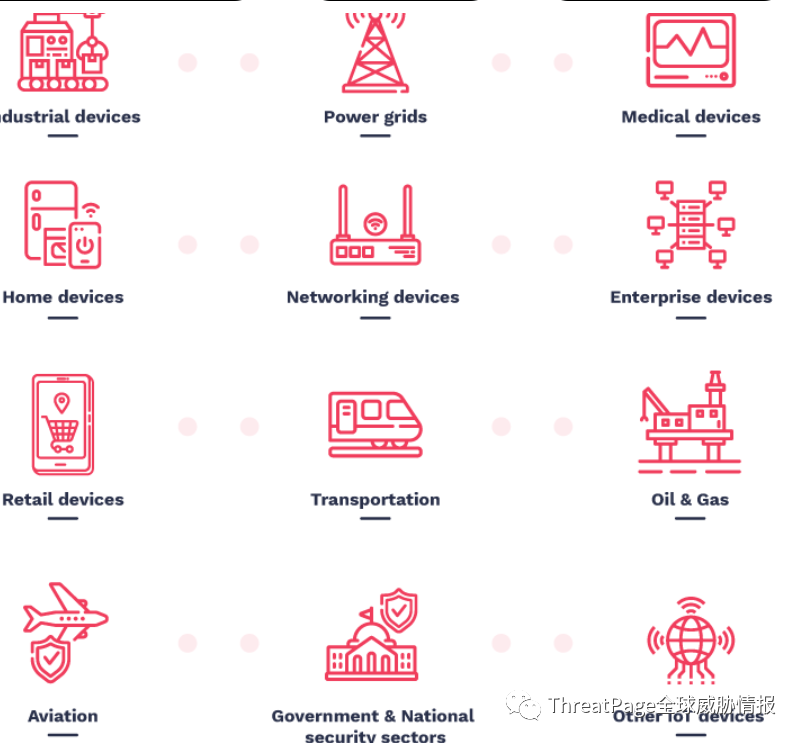 ndustrial devices
Power grids
Medical devices
Home devices
Networking devices
Enterprise devices
Retail devices
Transportation
Oil & Gas
Aviation
Government & National
security sectors
ThreatPage全球威胁情报
Other IoT devices